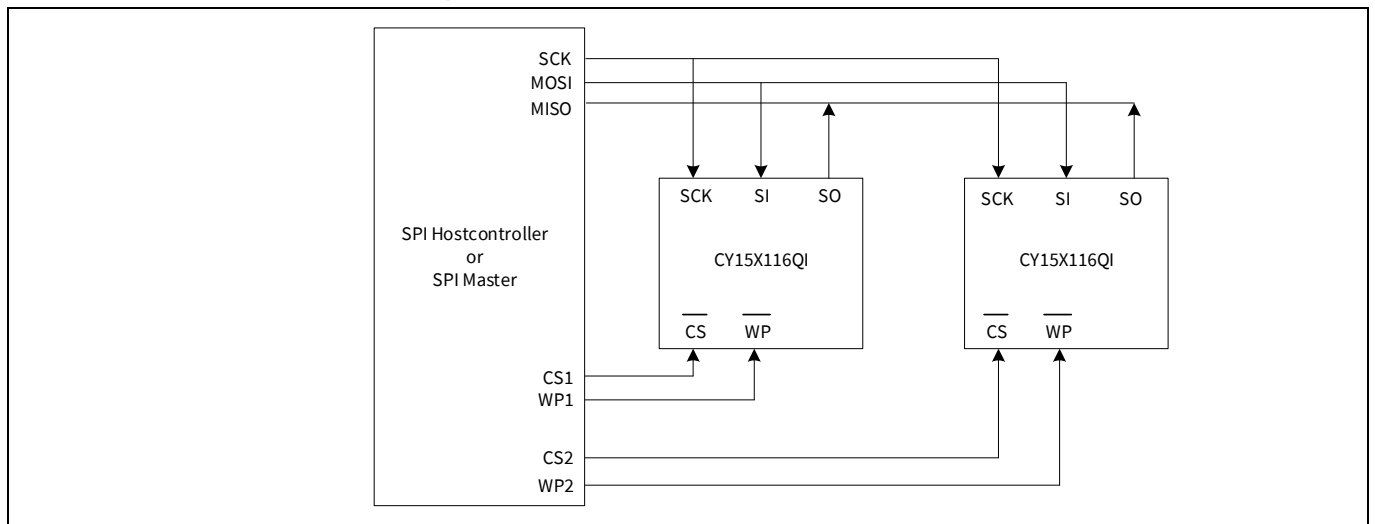 SCK
MOSI
MISO
SPI Hostcontroller
or
SPI Master
CS1
WP1
CS2
WP2
SCK SI SO
CY15X116QI
CS WP
SCK SI SO
CY15X116QI
CS WP